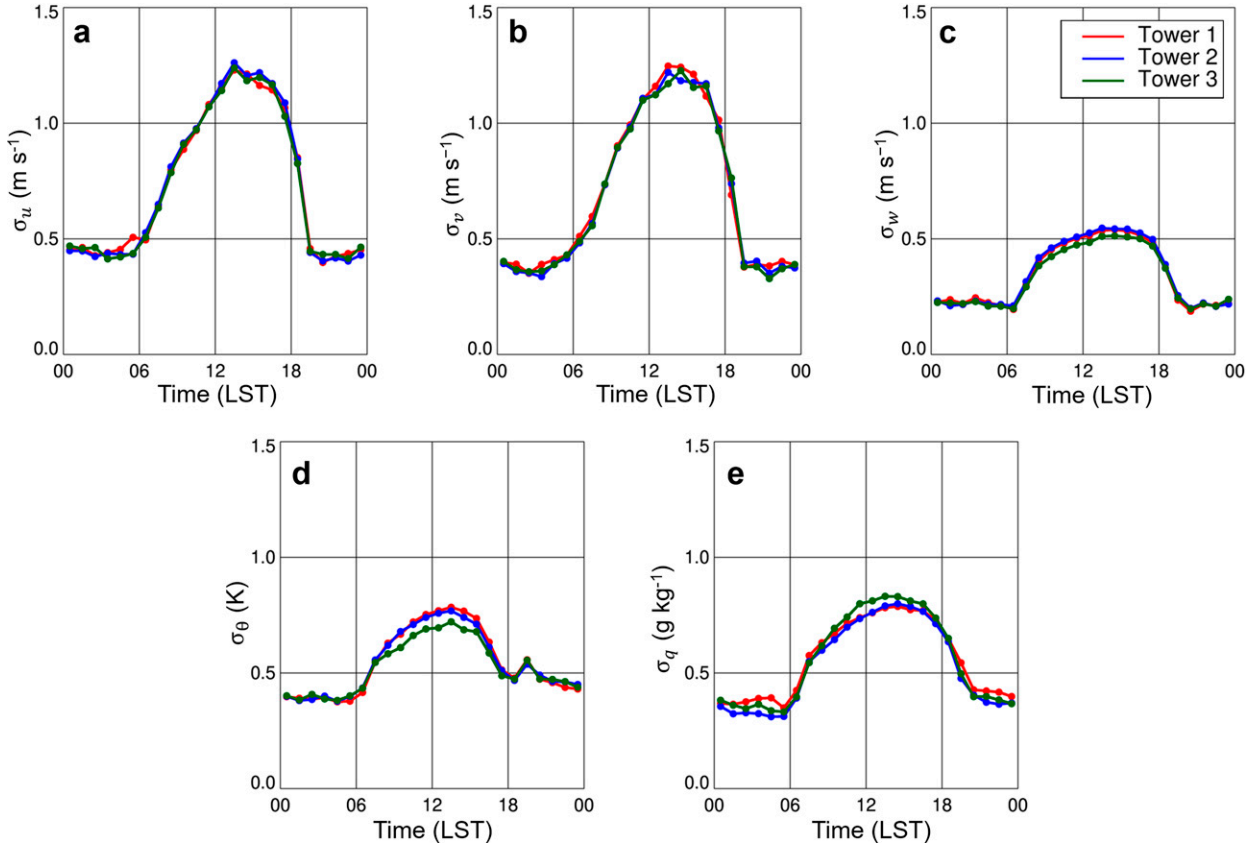 a
σu (m s⁻¹)
1.5
1.0
0.5
0.0
00 06 12 18 00
Time (LST)
b
σv (m s⁻¹)
1.5
1.0
0.5
0.0
00 06 12 18 00
Time (LST)
c
Tower 1
Tower 2
Tower 3
σw (m s⁻¹)
1.5
1.0
0.5
0.0
00 06 12 18 00
Time (LST)
d
σθ (K)
1.5
1.0
0.5
0.0
00 06 12 18 00
Time (LST)
e
σq (g kg⁻¹)
1.5
1.0
0.5
0.0
00 06 12 18 00
Time (LST)